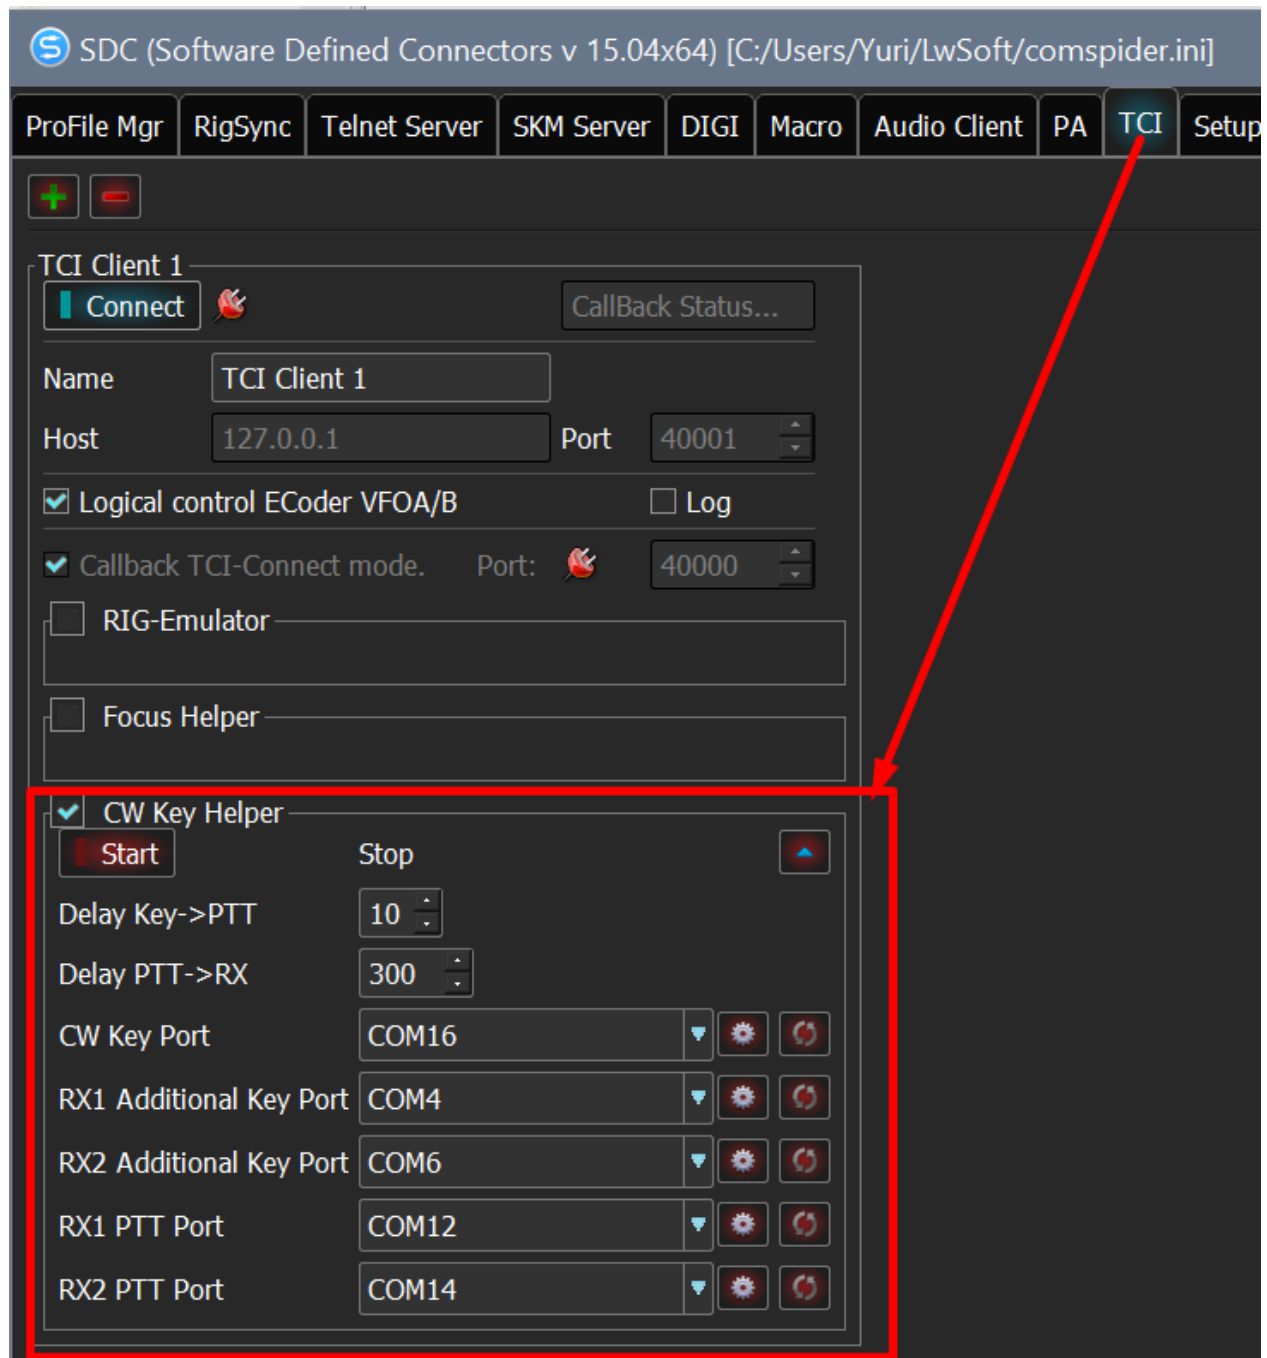 SDC (Software Defined Connectors v 15.04x64) [C:/Users/Yuri/LwSoft/comspider.ini]
ProFile Mgr RigSync Telnet Server SKM Server DIGI Macro Audio Client PA TCI Setup
TCI Client 1
Connect CallBack Status...
Name TCI Client 1
Host 127.0.0.1 Port 40001
Logical control ECoder VFOA/B Log
Callback TCI-Connect mode. Port: 40000
RIG-Emulator
Focus Helper
CW Key Helper
Start Stop
Delay Key->PTT 10
Delay PTT->RX 300
CW Key Port COM16
RX1 Additional Key Port COM4
RX2 Additional Key Port COM6
RX1 PTT Port COM12
RX2 PTT Port COM14